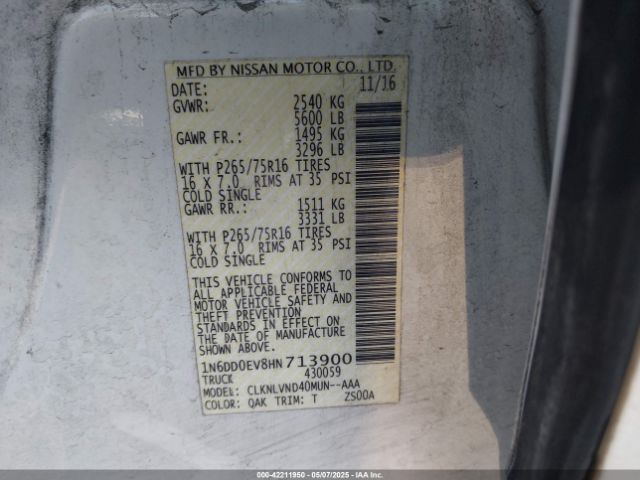 MFD BY NISSAN MOTOR CO., LTD.
DATE: 11/16
GVWR: 2540 KG
5600 LB
GAWR FR.: 1495 KG
3296 LB
WITH P265/75R16 TIRES
16 X 7.0 RIMS AT 35 PSI
COLD SINGLE
GAWR RR.: 1511 KG
3331 LB
WITH P265/75R16 TIRES
16 X 7.0 RIMS AT 35 PSI
COLD SINGLE
THIS VEHICLE CONFORMS TO
ALL APPLICABLE FEDERAL
MOTOR VEHICLE SAFETY AND
THEFT PREVENTION
STANDARDS IN EFFECT ON
THE DATE OF MANUFACTURE
SHOWN ABOVE.
1N6DD0EV8HN713900
TRUCK 430059
MODEL: CLKNLVND40MUN--AAA
COLOR: QAK TRIM: T ZS00A
000-42211950 05/07/2025 - Copyright IAA, LLC.